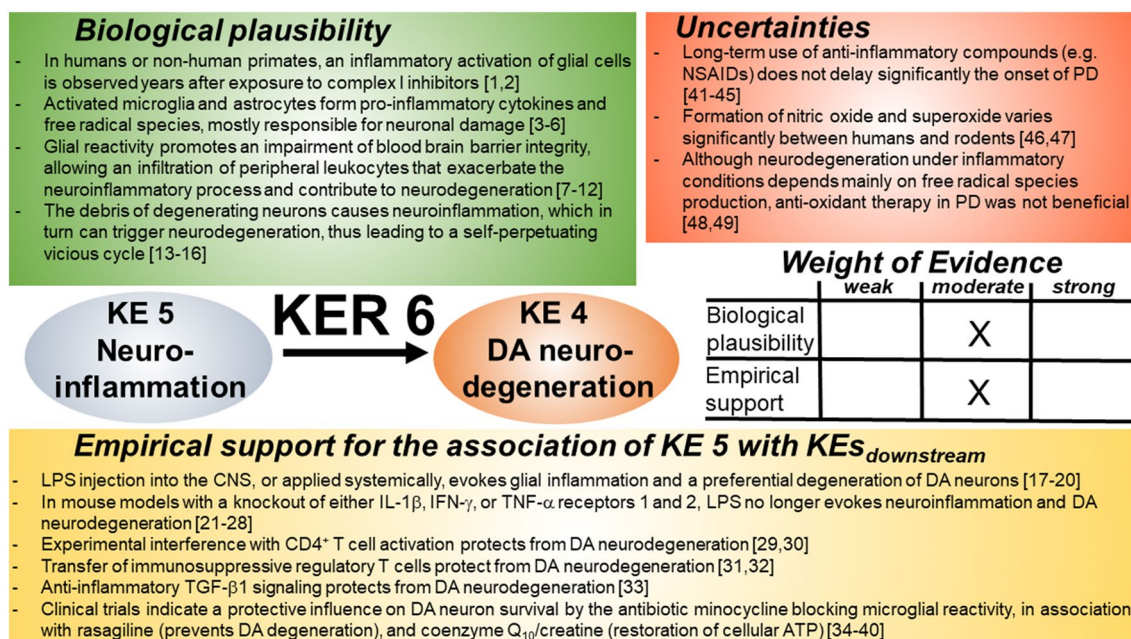 Biological plausibility
- In humans or non-human primates, an inflammatory activation of glial cells
is observed years after exposure to complex I inhibitors [1,2]
- Activated microglia and astrocytes form pro-inflammatory cytokines and
free radical species, mostly responsible for neuronal damage [3-6]
- Glial reactivity promotes an impairment of blood brain barrier integrity,
allowing an infiltration of peripheral leukocytes that exacerbate the
neuroinflammatory process and contribute to neurodegeneration [7-12]
- The debris of degenerating neurons causes neuroinflammation, which in
turn can trigger neurodegeneration, thus leading to a self-perpetuating
vicious cycle [13-16]
Uncertainties
- Long-term use of anti-inflammatory compounds (e.g.
NSAIDs) does not delay significantly the onset of PD
[41-45]
- Formation of nitric oxide and superoxide varies
significantly between humans and rodents [46,47]
- Although neurodegeneration under inflammatory
conditions depends mainly on free radical species
production, anti-oxidant therapy in PD was not beneficial
[48,49]
KE 5
Neuro-
inflammation
KER 6
KE 4
DA neuro-
degeneration
Weight of Evidence
weak moderate strong
Biological
plausibility X
Empirical
support X
Empirical support for the association of KE 5 with KEs downstream
- LPS injection into the CNS, or applied systemically, evokes glial inflammation and a preferential degeneration of DA neurons [17-20]
- In mouse models with a knockout of either IL-1β, IFN-γ, or TNF-α receptors 1 and 2, LPS no longer evokes neuroinflammation and DA
neurodegeneration [21-28]
- Experimental interference with CD4⁺ T cell activation protects from DA neurodegeneration [29,30]
- Transfer of immunosuppressive regulatory T cells protect from DA neurodegeneration [31,32]
- Anti-inflammatory TGF-β1 signaling protects from DA neurodegeneration [33]
- Clinical trials indicate a protective influence on DA neuron survival by the antibiotic minocycline blocking microglial reactivity, in association
with rasagiline (prevents DA degeneration), and coenzyme Q₁₀/creatine (restoration of cellular ATP) [34-40]